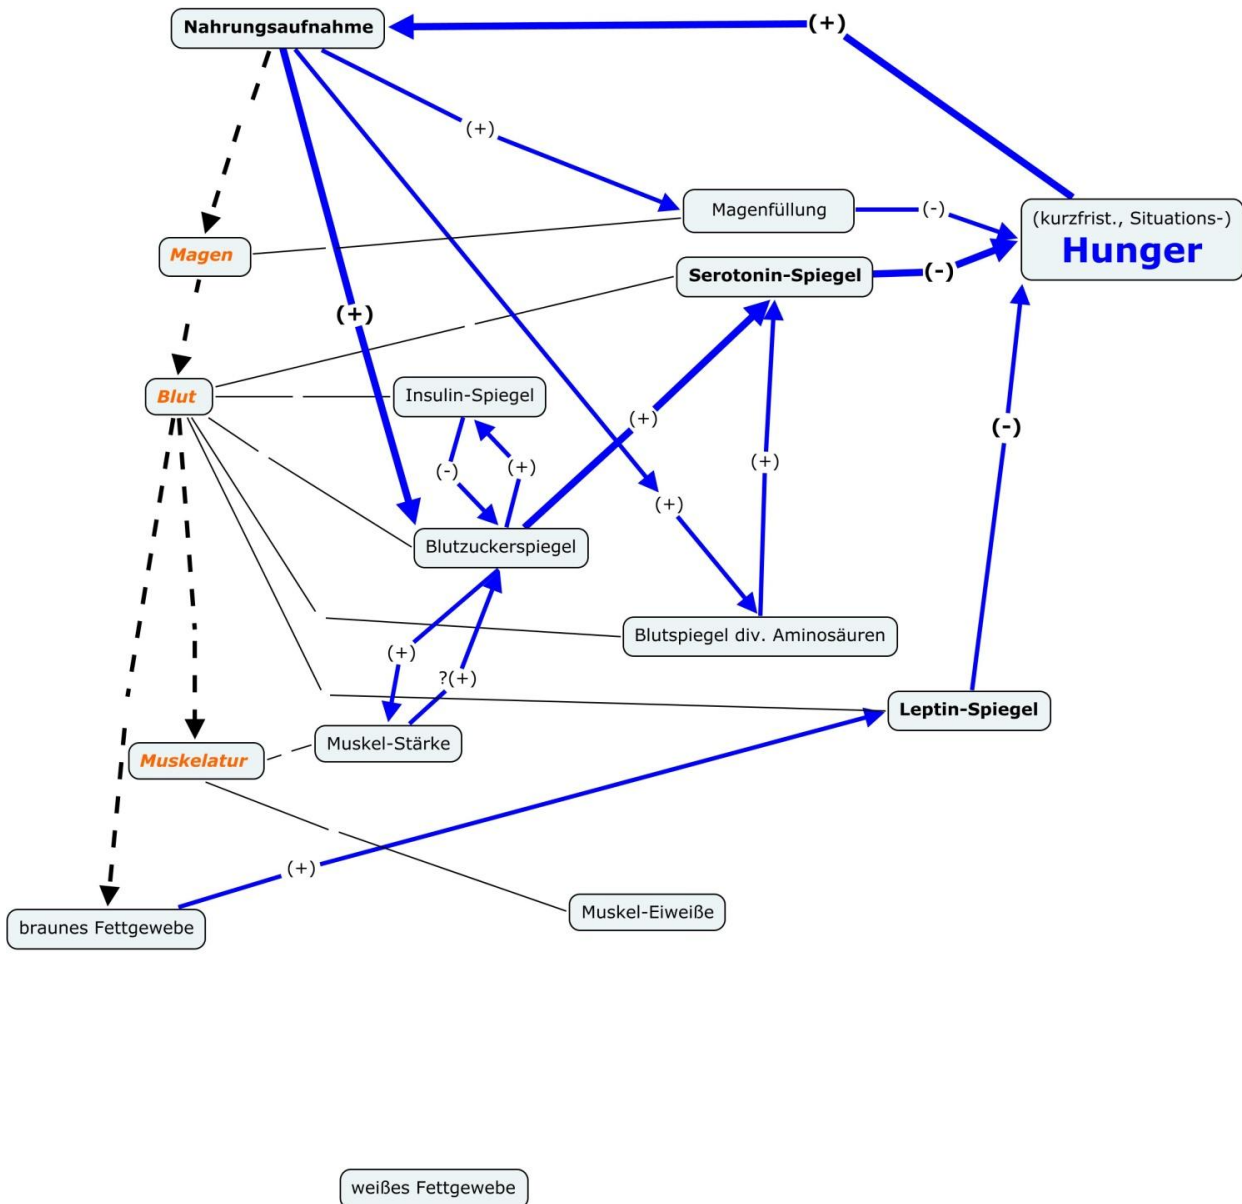 Nahrungsaufnahme
(+)
(+)
Magenfüllung
(-)
(kurzfrist., Situations-)
Hunger
Magen
Serotonin-Spiegel
(-)
(+)
Blut
Insulin-Spiegel
(+)
(-)
(-)
(+)
(+)
(+)
Blutzuckerspiegel
Blutspiegel div. Aminosäuren
(+)
?(+)
Leptin-Spiegel
Muskel-Stärke
Muskelatur
(+)
Muskel-Eiweiße
braunes Fettgewebe
weißes Fettgewebe